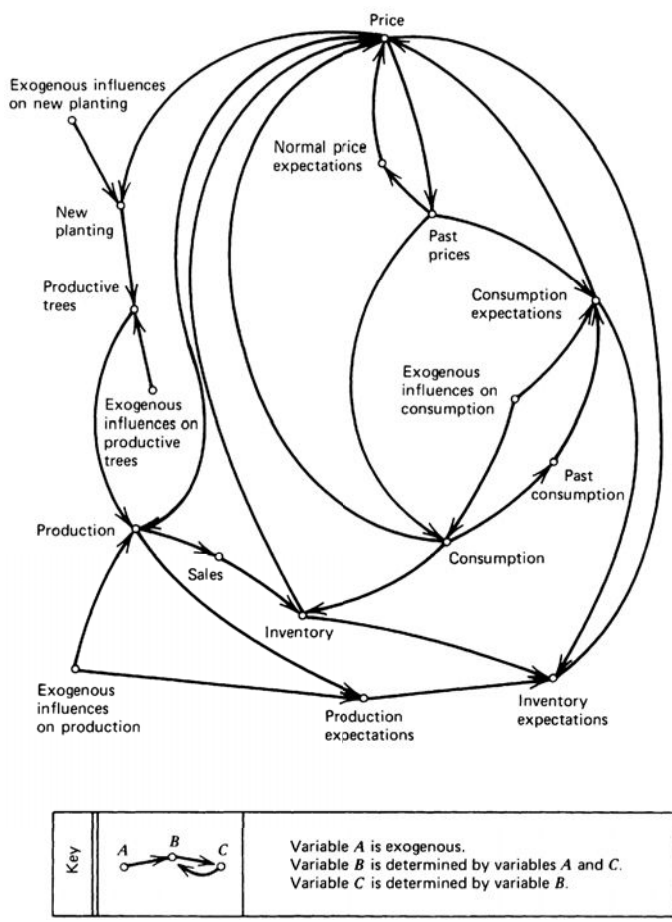 Price
Exogenous influences
on new planting
Normal price
expectations
New
planting
Past
prices
Productive
trees
Consumption
expectations
Exogenous
influences on
consumption
Exogenous
influences on
productive
trees
Past
consumption
Production
Consumption
Sales
Inventory
Exogenous
influences
on production
Production
expectations
Inventory
expectations
Key
A
B
C
Variable A is exogenous.
Variable B is determined by variables A and C.
Variable C is determined by variable B.